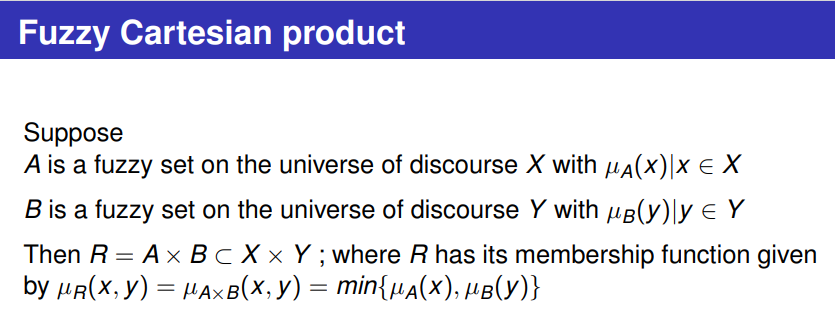 Fuzzy Cartesian product
Suppose
A is a fuzzy set on the universe of discourse X with μA(x)|x ∈ X
B is a fuzzy set on the universe of discourse Y with μB(y)|y ∈ Y
Then R = A × B ⊂ X × Y ; where R has its membership function given
by μR(x, y) = μA×B(x, y) = min{μA(x), μB(y)}